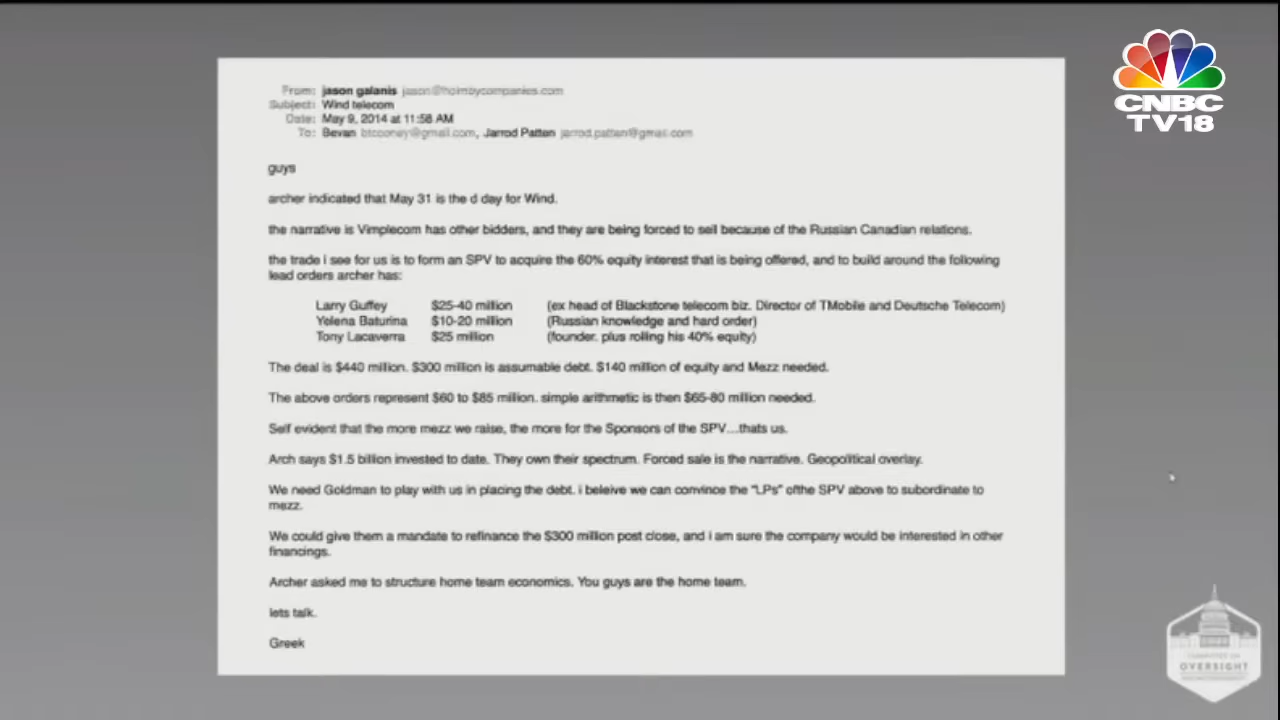 CNBC
TV18
From: jason galanis jason@holmbycompanies.com
Subject: Wind telecom
Date: May 9, 2014 at 11:58 AM
To: Bevan btcooney@gmail.com, Jarrod Patten jarrod.patten@gmail.com
guys
archer indicated that May 31 is the d day for Wind.
the narrative is Vimplecom has other bidders, and they are being forced to sell because of the Russian Canadian relations.
the trade i see for us is to form an SPV to acquire the 60% equity interest that is being offered, and to build around the following
lead orders archer has:
Larry Guffey $25-40 million (ex head of Blackstone telecom biz. Director of TMobile and Deutsche Telecom)
Yelena Baturina $10-20 million (Russian knowledge and hard order)
Tony Lacaverra $25 million (founder. plus rolling his 40% equity)
The deal is $440 million. $300 million is assumable debt. $140 million of equity and Mezz needed.
The above orders represent $60 to $85 million. simple arithmetic is then $65-80 million needed.
Self evident that the more mezz we raise, the more for the Sponsors of the SPV...thats us.
Arch says $1.5 billion invested to date. They own their spectrum. Forced sale is the narrative. Geopolitical overlay.
We need Goldman to play with us in placing the debt. i beleive we can convince the "LPs" ofthe SPV above to subordinate to
mezz.
We could give them a mandate to refinance the $300 million post close, and i am sure the company would be interested in other
financings.
Archer asked me to structure home team economics. You guys are the home team.
lets talk.
Greek
COMMITTEE ON
OVERSIGHT